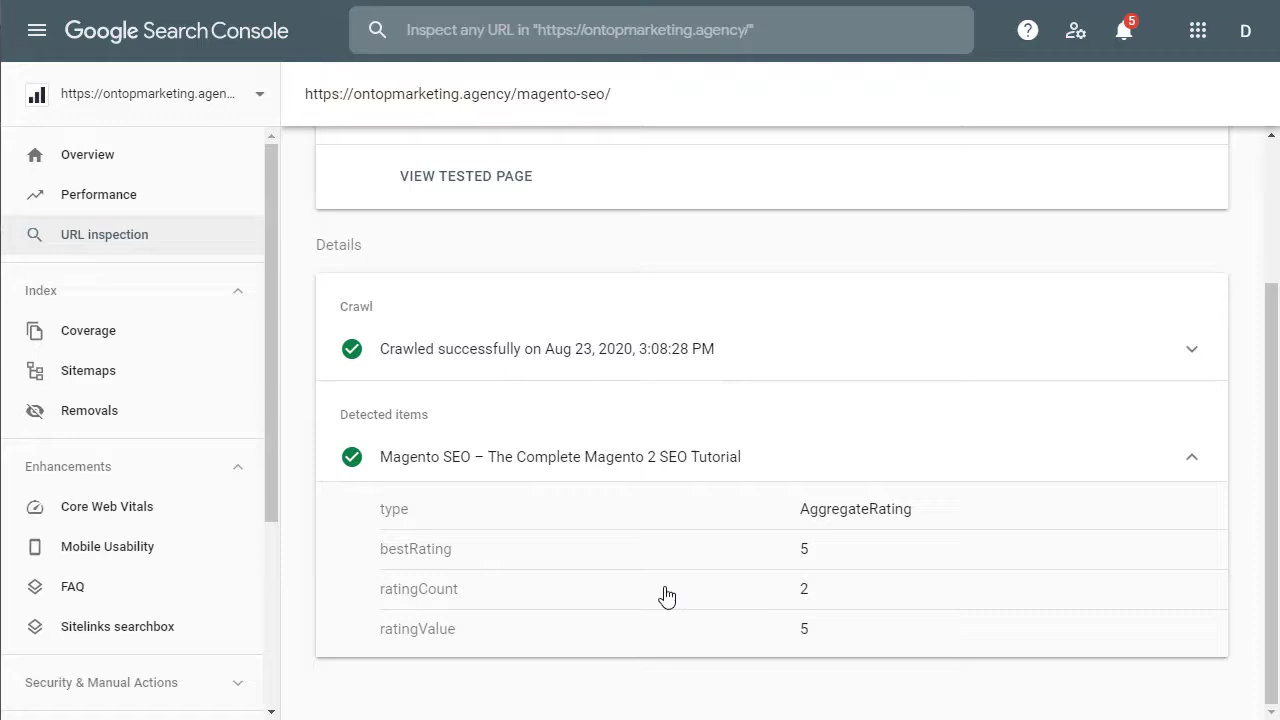 Google Search Console
Inspect any URL in "https://ontopmarketing.agency/"
5
D
https://ontopmarketing.agen...
https://ontopmarketing.agency/magento-seo/
Overview
Performance
URL inspection
Index
Coverage
Sitemaps
Removals
Enhancements
Core Web Vitals
Mobile Usability
FAQ
Sitelinks searchbox
Security & Manual Actions
VIEW TESTED PAGE
Details
Crawl
Crawled successfully on Aug 23, 2020, 3:08:28 PM
Detected items
Magento SEO – The Complete Magento 2 SEO Tutorial
type AggregateRating
bestRating 5
ratingCount 2
ratingValue 5